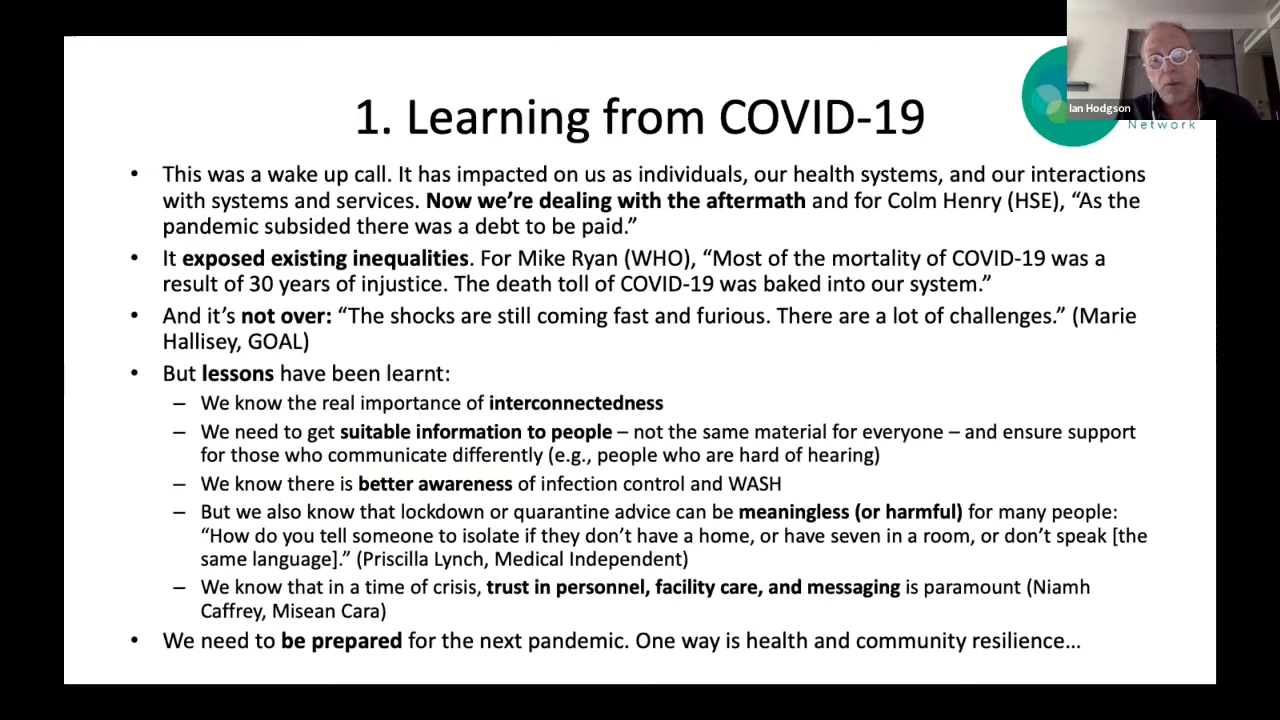 Ian Hodgson
Network
1. Learning from COVID-19
• This was a wake up call. It has impacted on us as individuals, our health systems, and our interactions
with systems and services. Now we’re dealing with the aftermath and for Colm Henry (HSE), “As the
pandemic subsided there was a debt to be paid.”
• It exposed existing inequalities. For Mike Ryan (WHO), “Most of the mortality of COVID-19 was a
result of 30 years of injustice. The death toll of COVID-19 was baked into our system.”
• And it’s not over: “The shocks are still coming fast and furious. There are a lot of challenges.” (Marie
Hallisey, GOAL)
• But lessons have been learnt:
– We know the real importance of interconnectedness
– We need to get suitable information to people – not the same material for everyone – and ensure support
for those who communicate differently (e.g., people who are hard of hearing)
– We know there is better awareness of infection control and WASH
– But we also know that lockdown or quarantine advice can be meaningless (or harmful) for many people:
“How do you tell someone to isolate if they don’t have a home, or have seven in a room, or don’t speak [the
same language].” (Priscilla Lynch, Medical Independent)
– We know that in a time of crisis, trust in personnel, facility care, and messaging is paramount (Niamh
Caffrey, Misean Cara)
• We need to be prepared for the next pandemic. One way is health and community resilience…